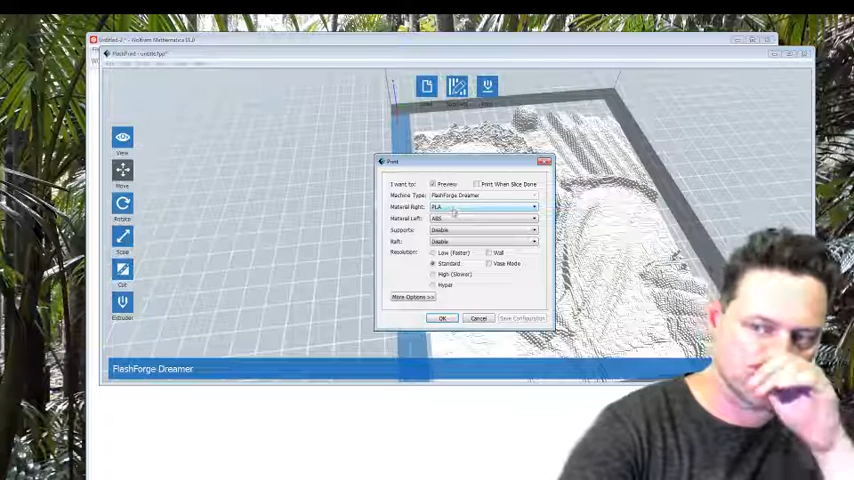 Untitled-2 * - Wolfram Mathematica 11.0
FlashPrint - untitled.fpp*
View
Move
Rotate
Scale
Cut
Extruder
Load
Print
Print
I want to:
Preview
Print When Slice Done
Machine Type:
FlashForge Dreamer
Material Right:
PLA
Material Left:
ABS
Supports:
Disable
Raft:
Disable
Resolution:
Low (Faster)
Wall
Standard
Vase Mode
High (Slower)
Hyper
More Options >>
OK
Cancel
Save Configuration
FlashForge Dreamer